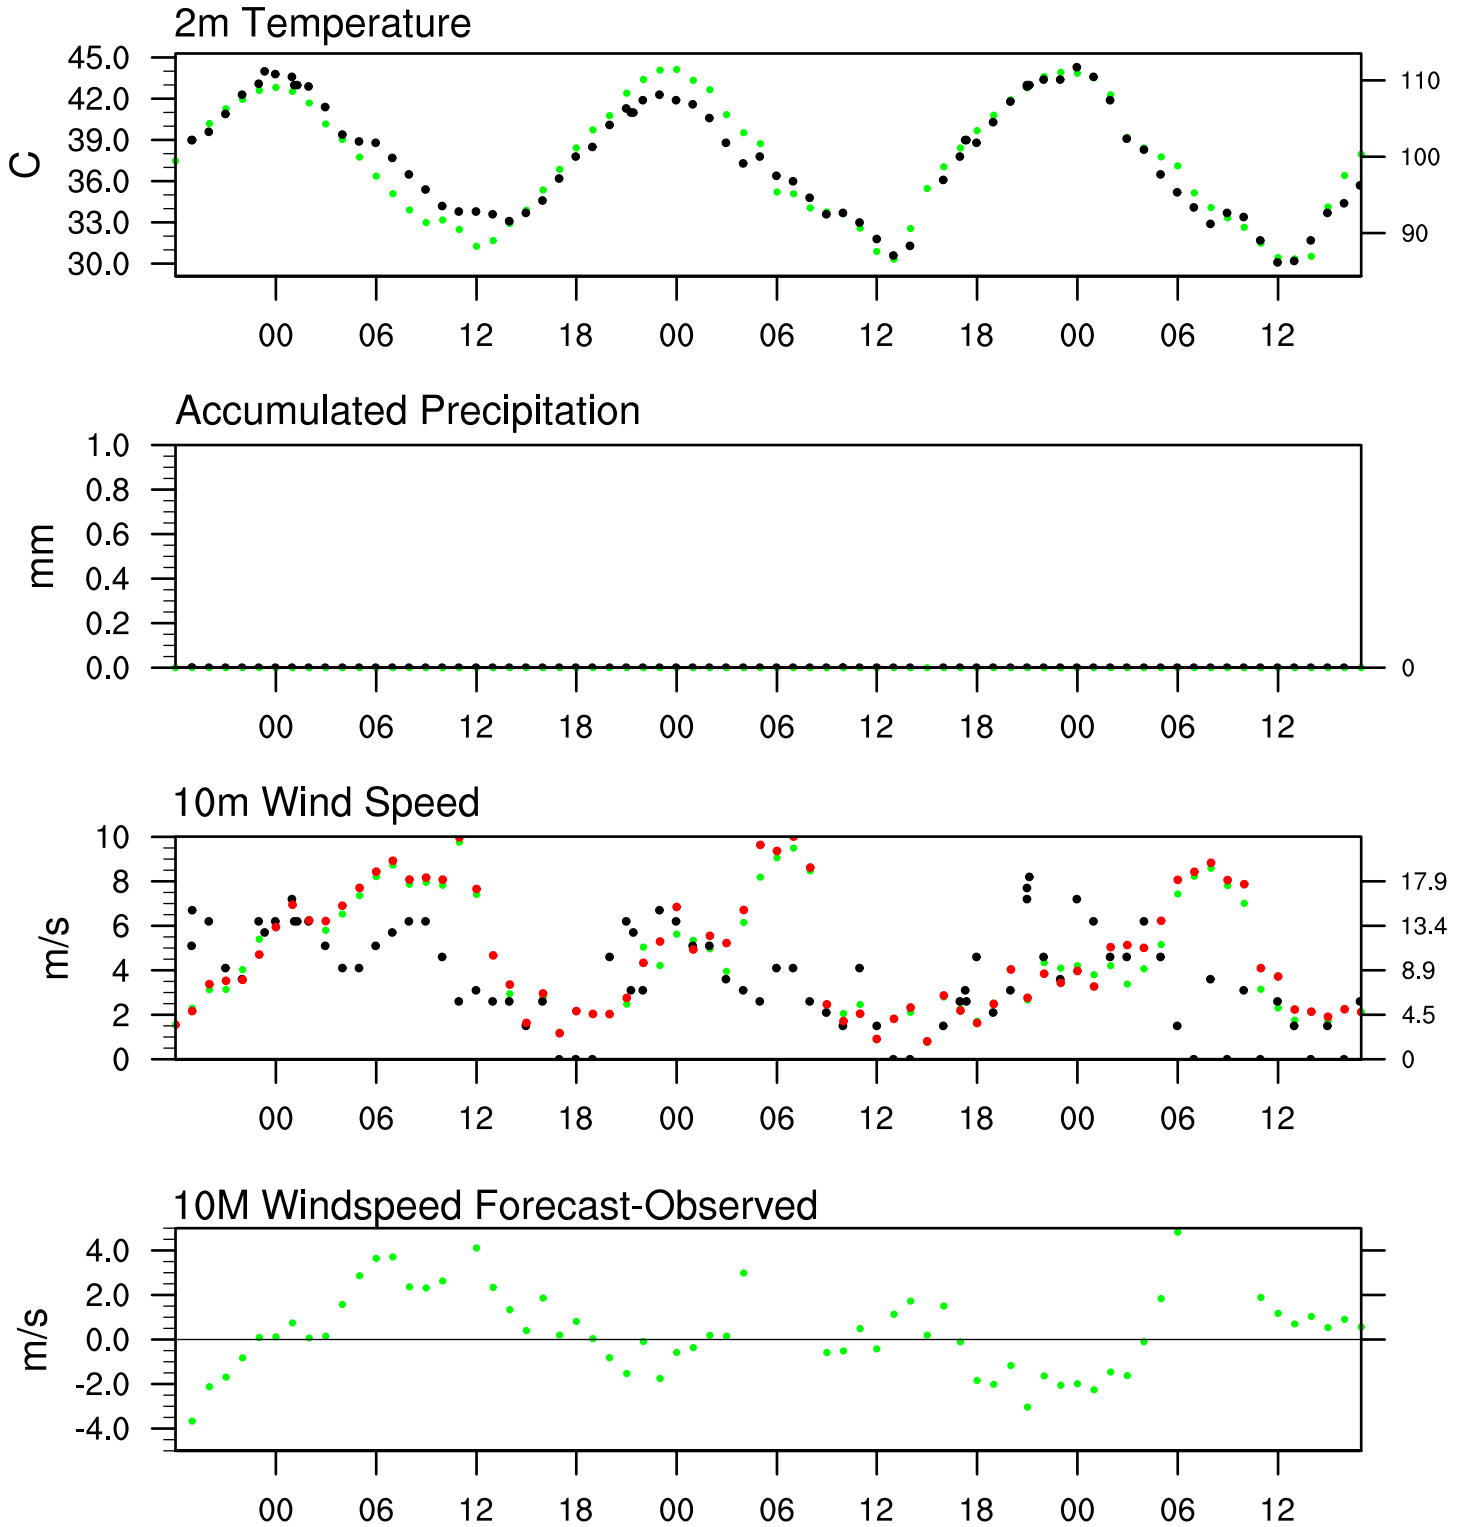 2m Temperature
45.0
42.0
39.0
36.0
33.0
30.0
C
110
100
90
00 06 12 18 00 06 12 18 00 06 12
Accumulated Precipitation
1.0
0.8
0.6
0.4
0.2
0.0
mm
0
00 06 12 18 00 06 12 18 00 06 12
10m Wind Speed
10
8
6
4
2
0
m/s
17.9
13.4
8.9
4.5
0
00 06 12 18 00 06 12 18 00 06 12
10M Windspeed Forecast-Observed
4.0
2.0
0.0
-2.0
-4.0
m/s
00 06 12 18 00 06 12 18 00 06 12